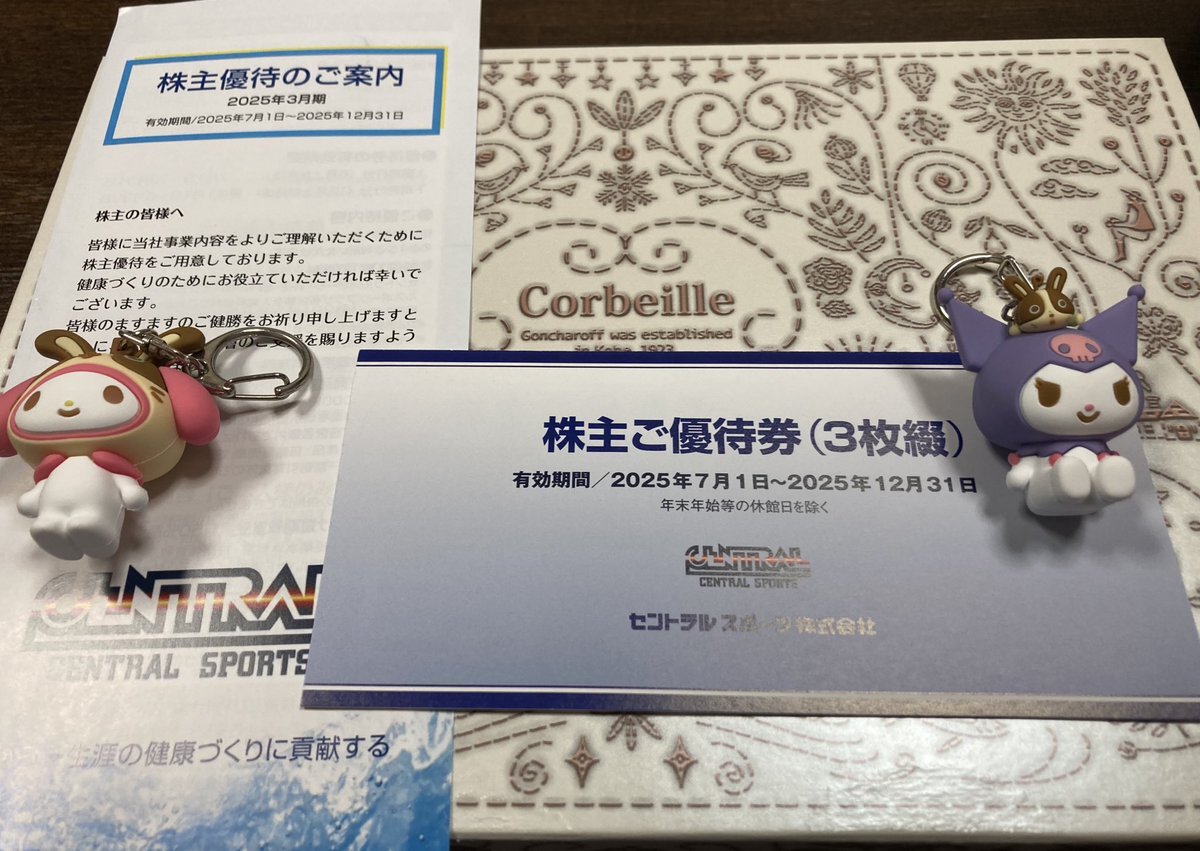 株主優待のご案内
2025年3月期
有効期間/2025年7月1日~2025年12月31日
株主の皆様へ
皆様に当社事業内容をよりご理解いただくために
株主優待をご用意しております。
健康づくりのためにお役立ていただければ幸いで
ございます。
皆様のますますのご健勝をお祈り申し上げますと
ご支援を賜りますよう
CENTRAL
CENTRAL SPORTS
生涯の健康づくりに貢献する
Corbeille
Goncharoff was established
in Kobe 1923
株主ご優待券(3枚綴)
有効期間/2025年7月1日~2025年12月31日
年末年始等の休館日を除く
CENTRAL
CENTRAL SPORTS
セントラルスポーツ株式会社